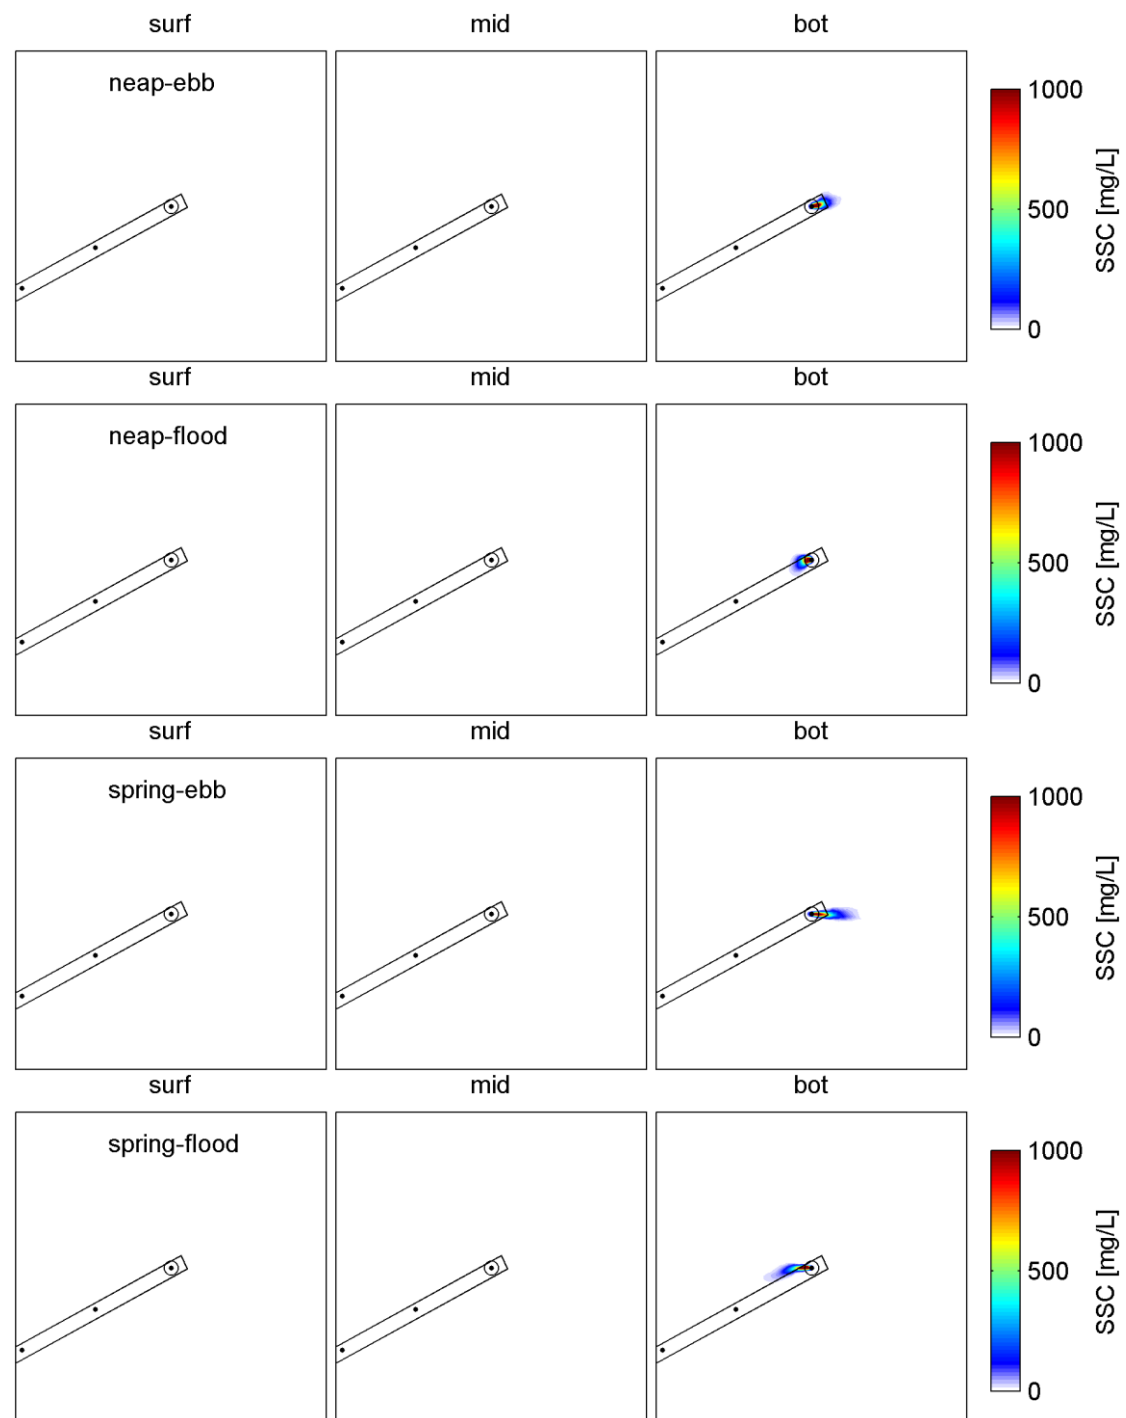 surf mid bot
neap-ebb
1000
500
0
SSC [mg/L]
surf mid bot
neap-flood
1000
500
0
SSC [mg/L]
surf mid bot
spring-ebb
1000
500
0
SSC [mg/L]
surf mid bot
spring-flood
1000
500
0
SSC [mg/L]